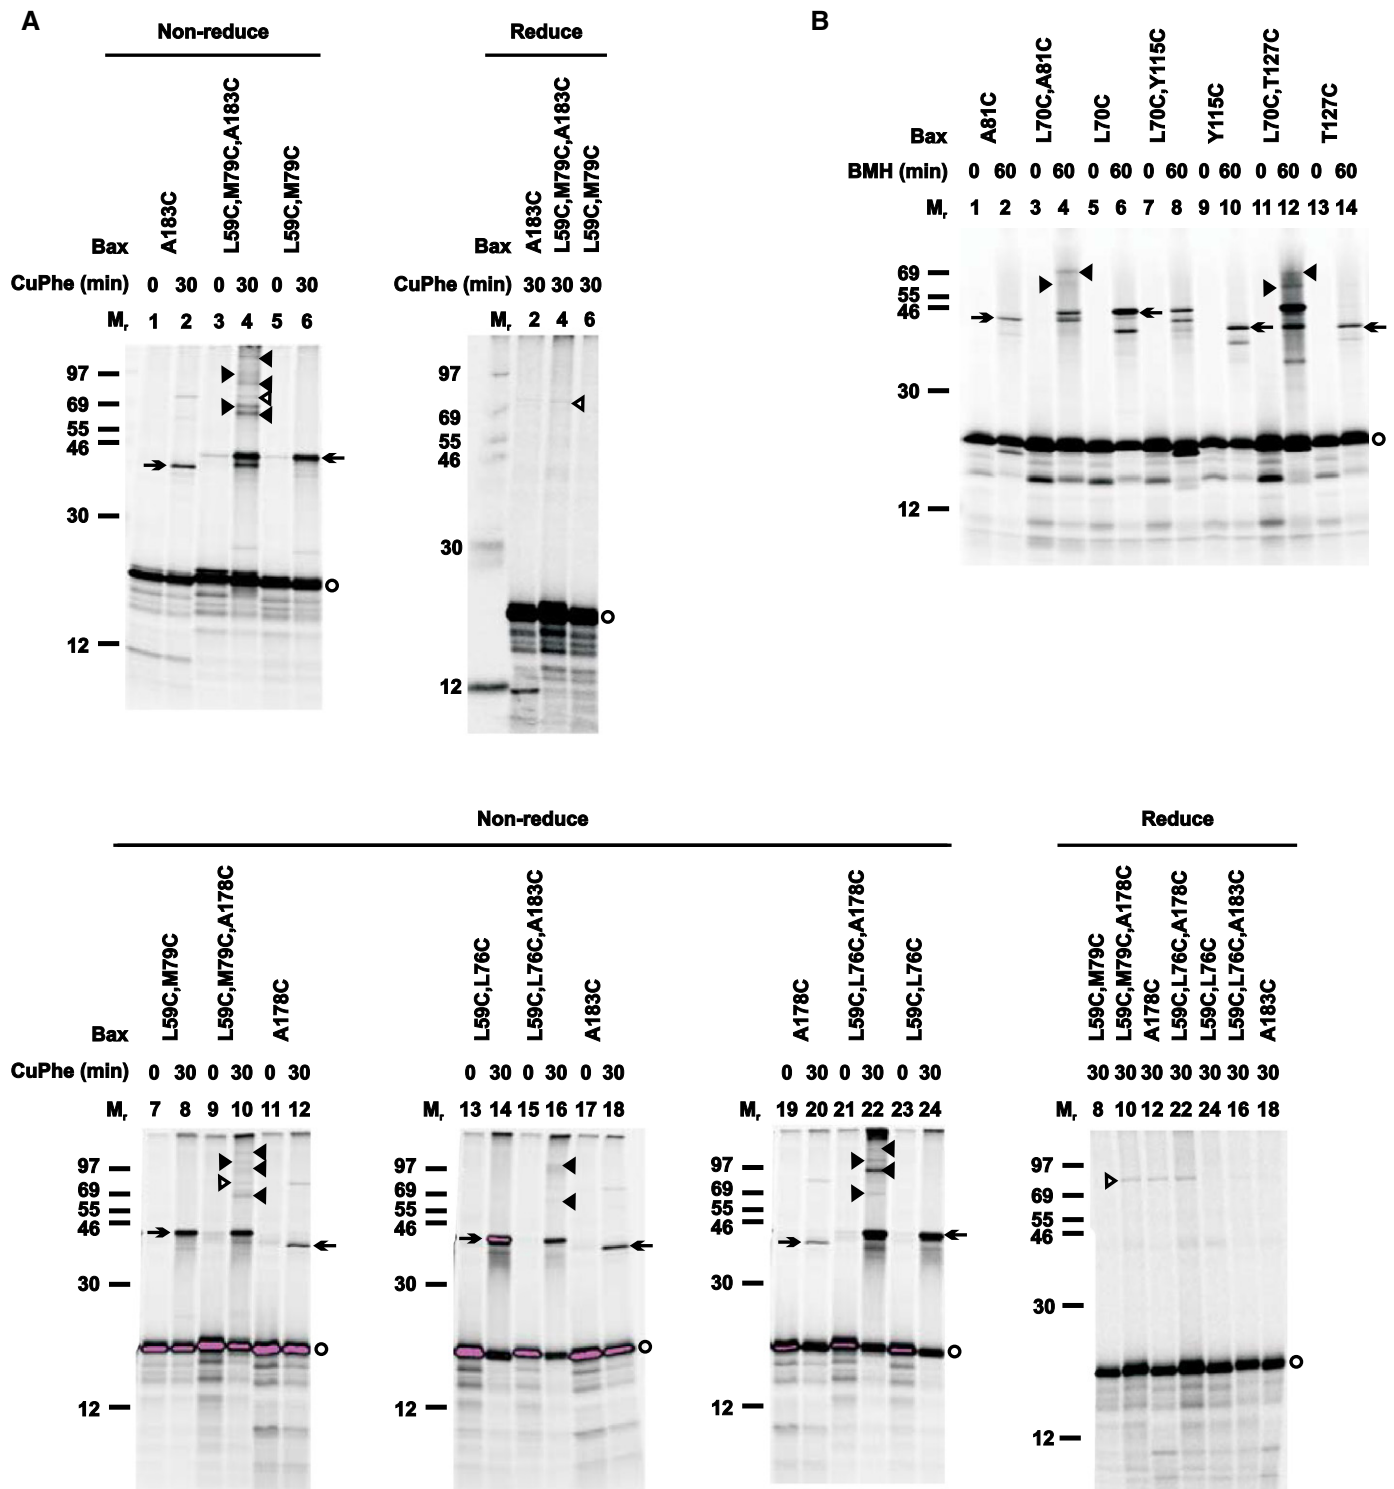 A
Non-reduce
Reduce
Bax
A183C
L59C,M79C,A183C
L59C,M79C
CuPhe (min) 0 30 0 30 0 30
Mr 1 2 3 4 5 6
97
69
55
46
30
12
Bax
A183C
L59C,M79C,A183C
L59C,M79C
CuPhe (min) 30 30 30
Mr 2 4 6
97
69
55
46
30
12
B
Bax
A81C
L70C,A81C
L70C
L70C,Y115C
Y115C
L70C,T127C
T127C
BMH (min) 0 60 0 60 0 60 0 60 0 60 0 60 0 60
Mr 1 2 3 4 5 6 7 8 9 10 11 12 13 14
69
55
46
30
12
Non-reduce
Reduce
Bax
L59C,M79C
L59C,M79C,A178C
A178C
CuPhe (min) 0 30 0 30 0 30
Mr 7 8 9 10 11 12
97
69
55
46
30
12
L59C,L76C
L59C,L76C,A183C
A183C
0 30 0 30 0 30
Mr 13 14 15 16 17 18
97
69
55
46
30
12
A178C
L59C,L76C,A178C
L59C,L76C
0 30 0 30 0 30
Mr 19 20 21 22 23 24
97
69
55
46
30
12
L59C,M79C
L59C,M79C,A178C
A178C
L59C,L76C,A178C
L59C,L76C
L59C,L76C,A183C
A183C
30 30 30 30 30 30 30
Mr 8 10 12 22 24 16 18
97
69
55
46
30
12